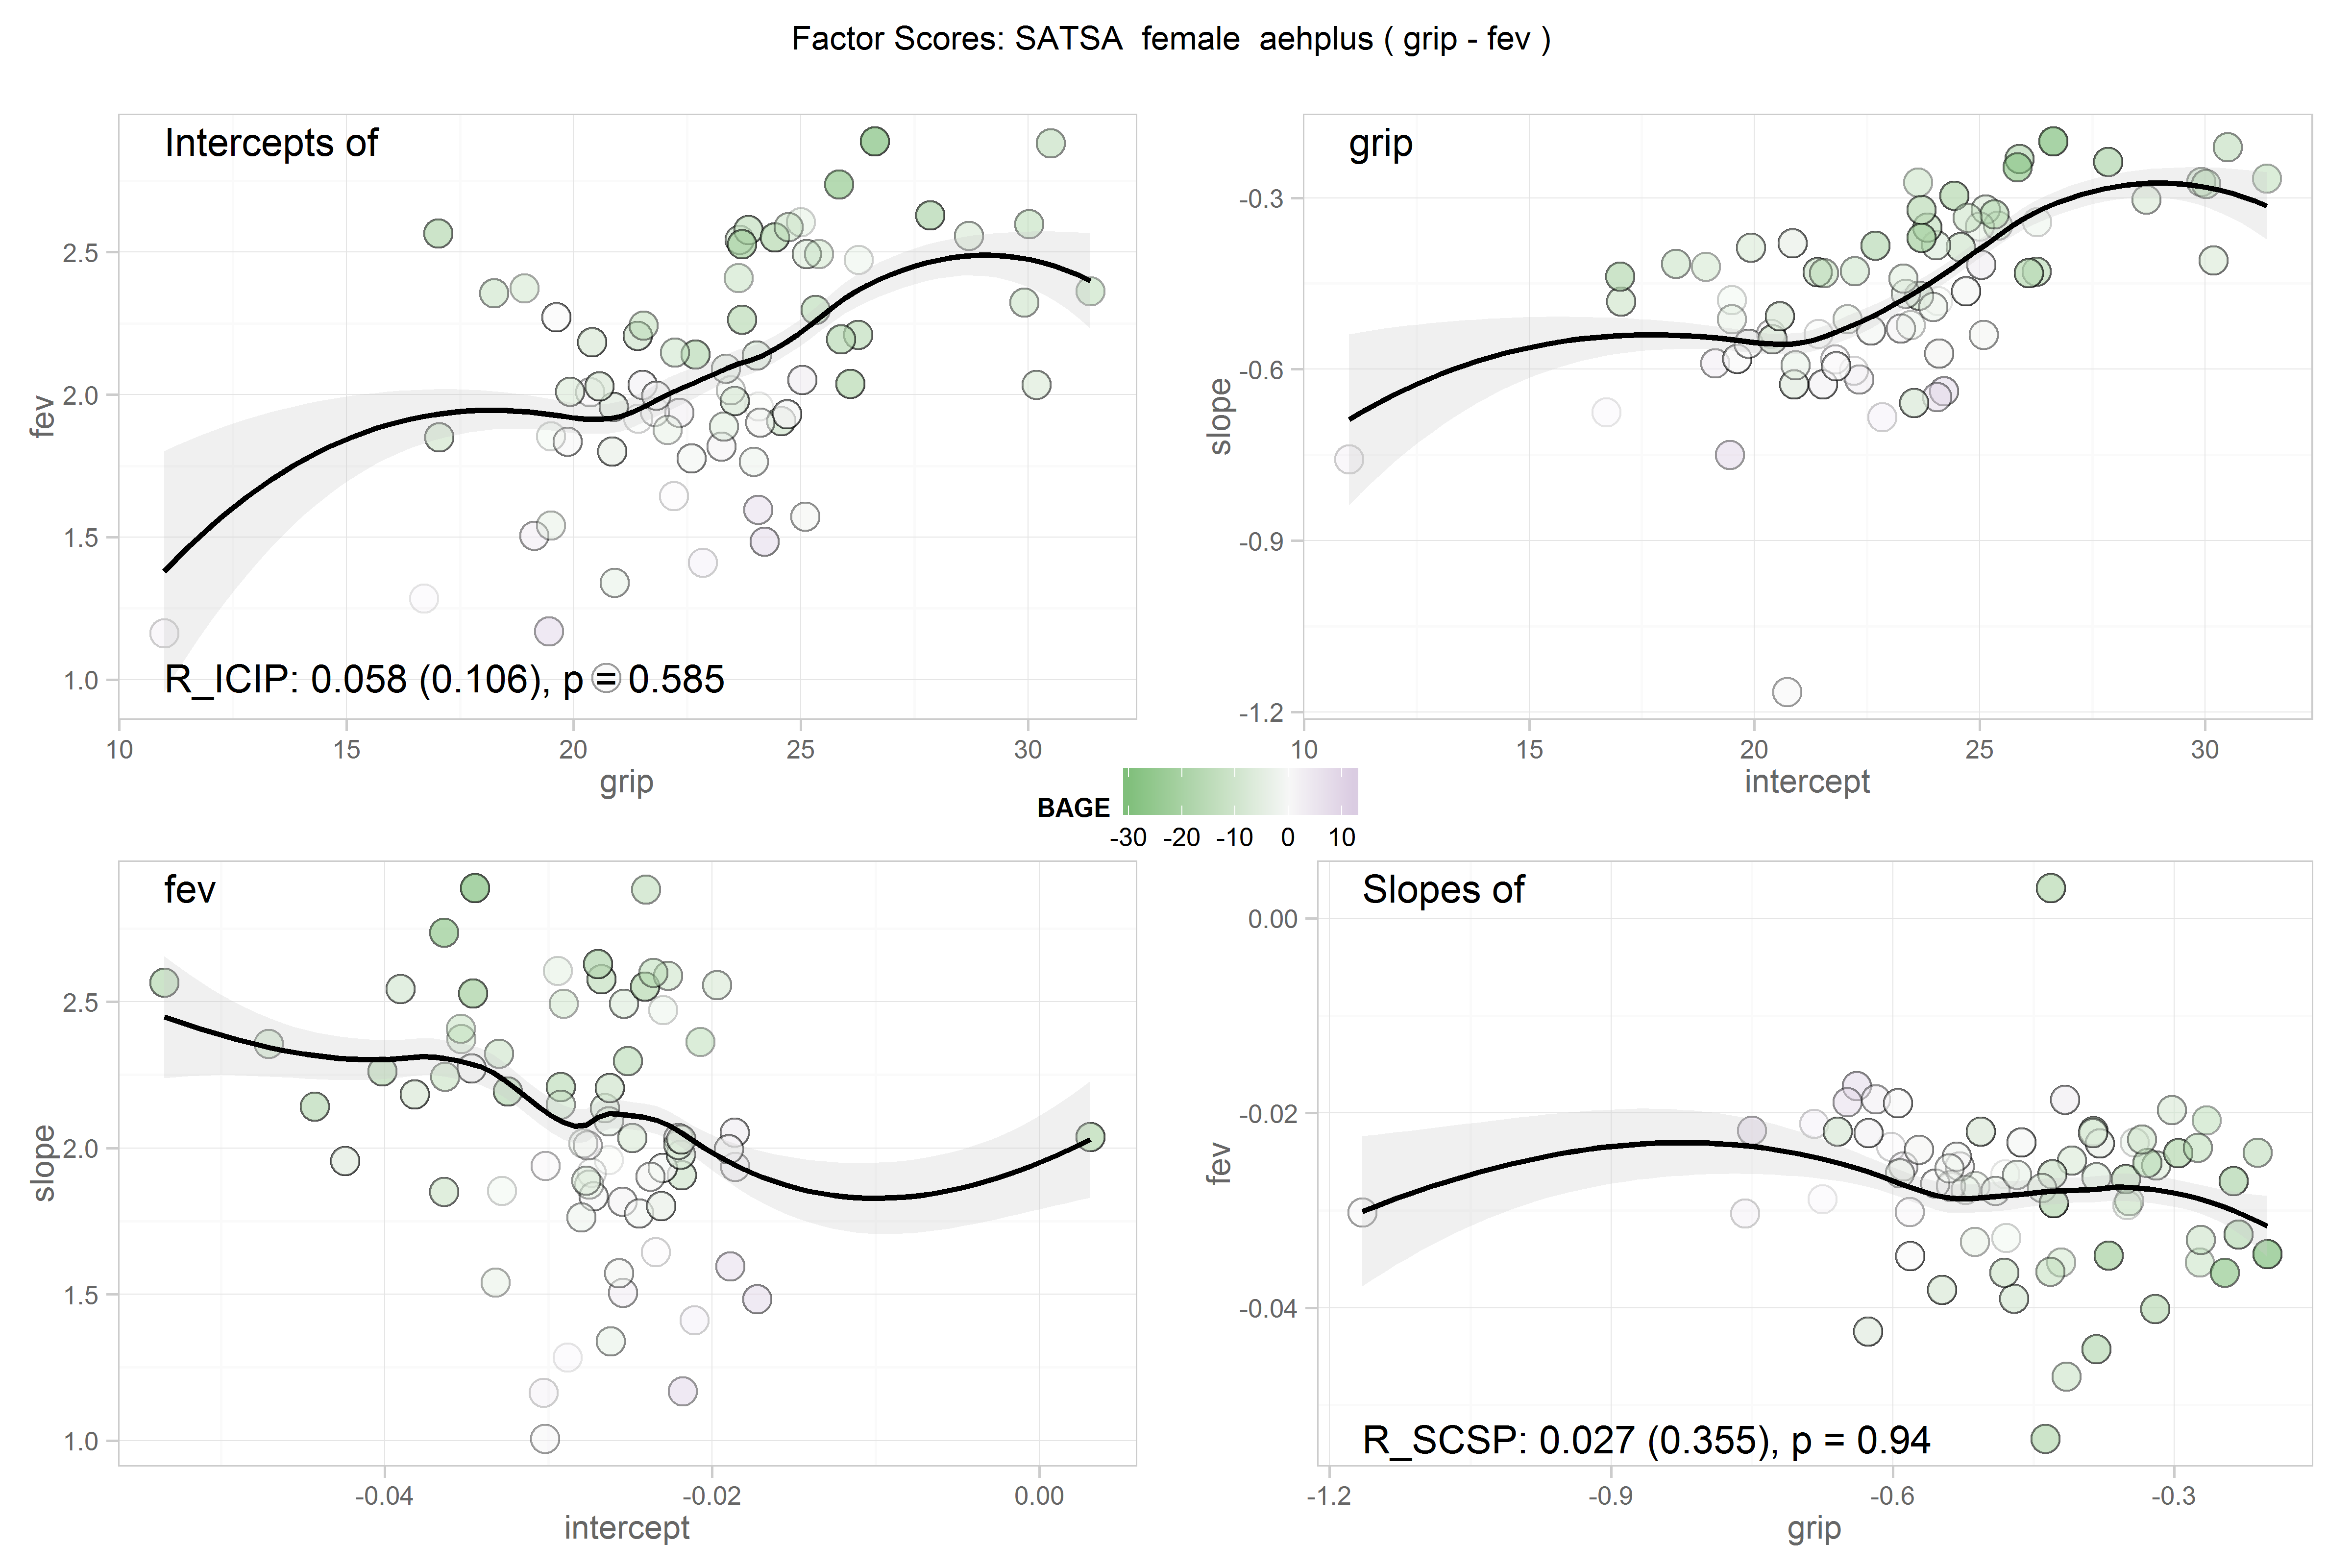 Factor Scores: SATSA female aehplus ( grip - fev )
Intercepts of
fev
2.5
2.0
1.5
1.0
R_ICIP: 0.058 (0.106), p = 0.585
10 15 20 25 30
grip
grip
slope
-0.3
-0.6
-0.9
-1.2
10 15 20 25 30
intercept
BAGE
-30 -20 -10 0 10
fev
slope
2.5
2.0
1.5
1.0
-0.04 -0.02 0.00
intercept
Slopes of
fev
0.00
-0.02
-0.04
R_SCSP: 0.027 (0.355), p = 0.94
-1.2 -0.9 -0.6 -0.3
grip